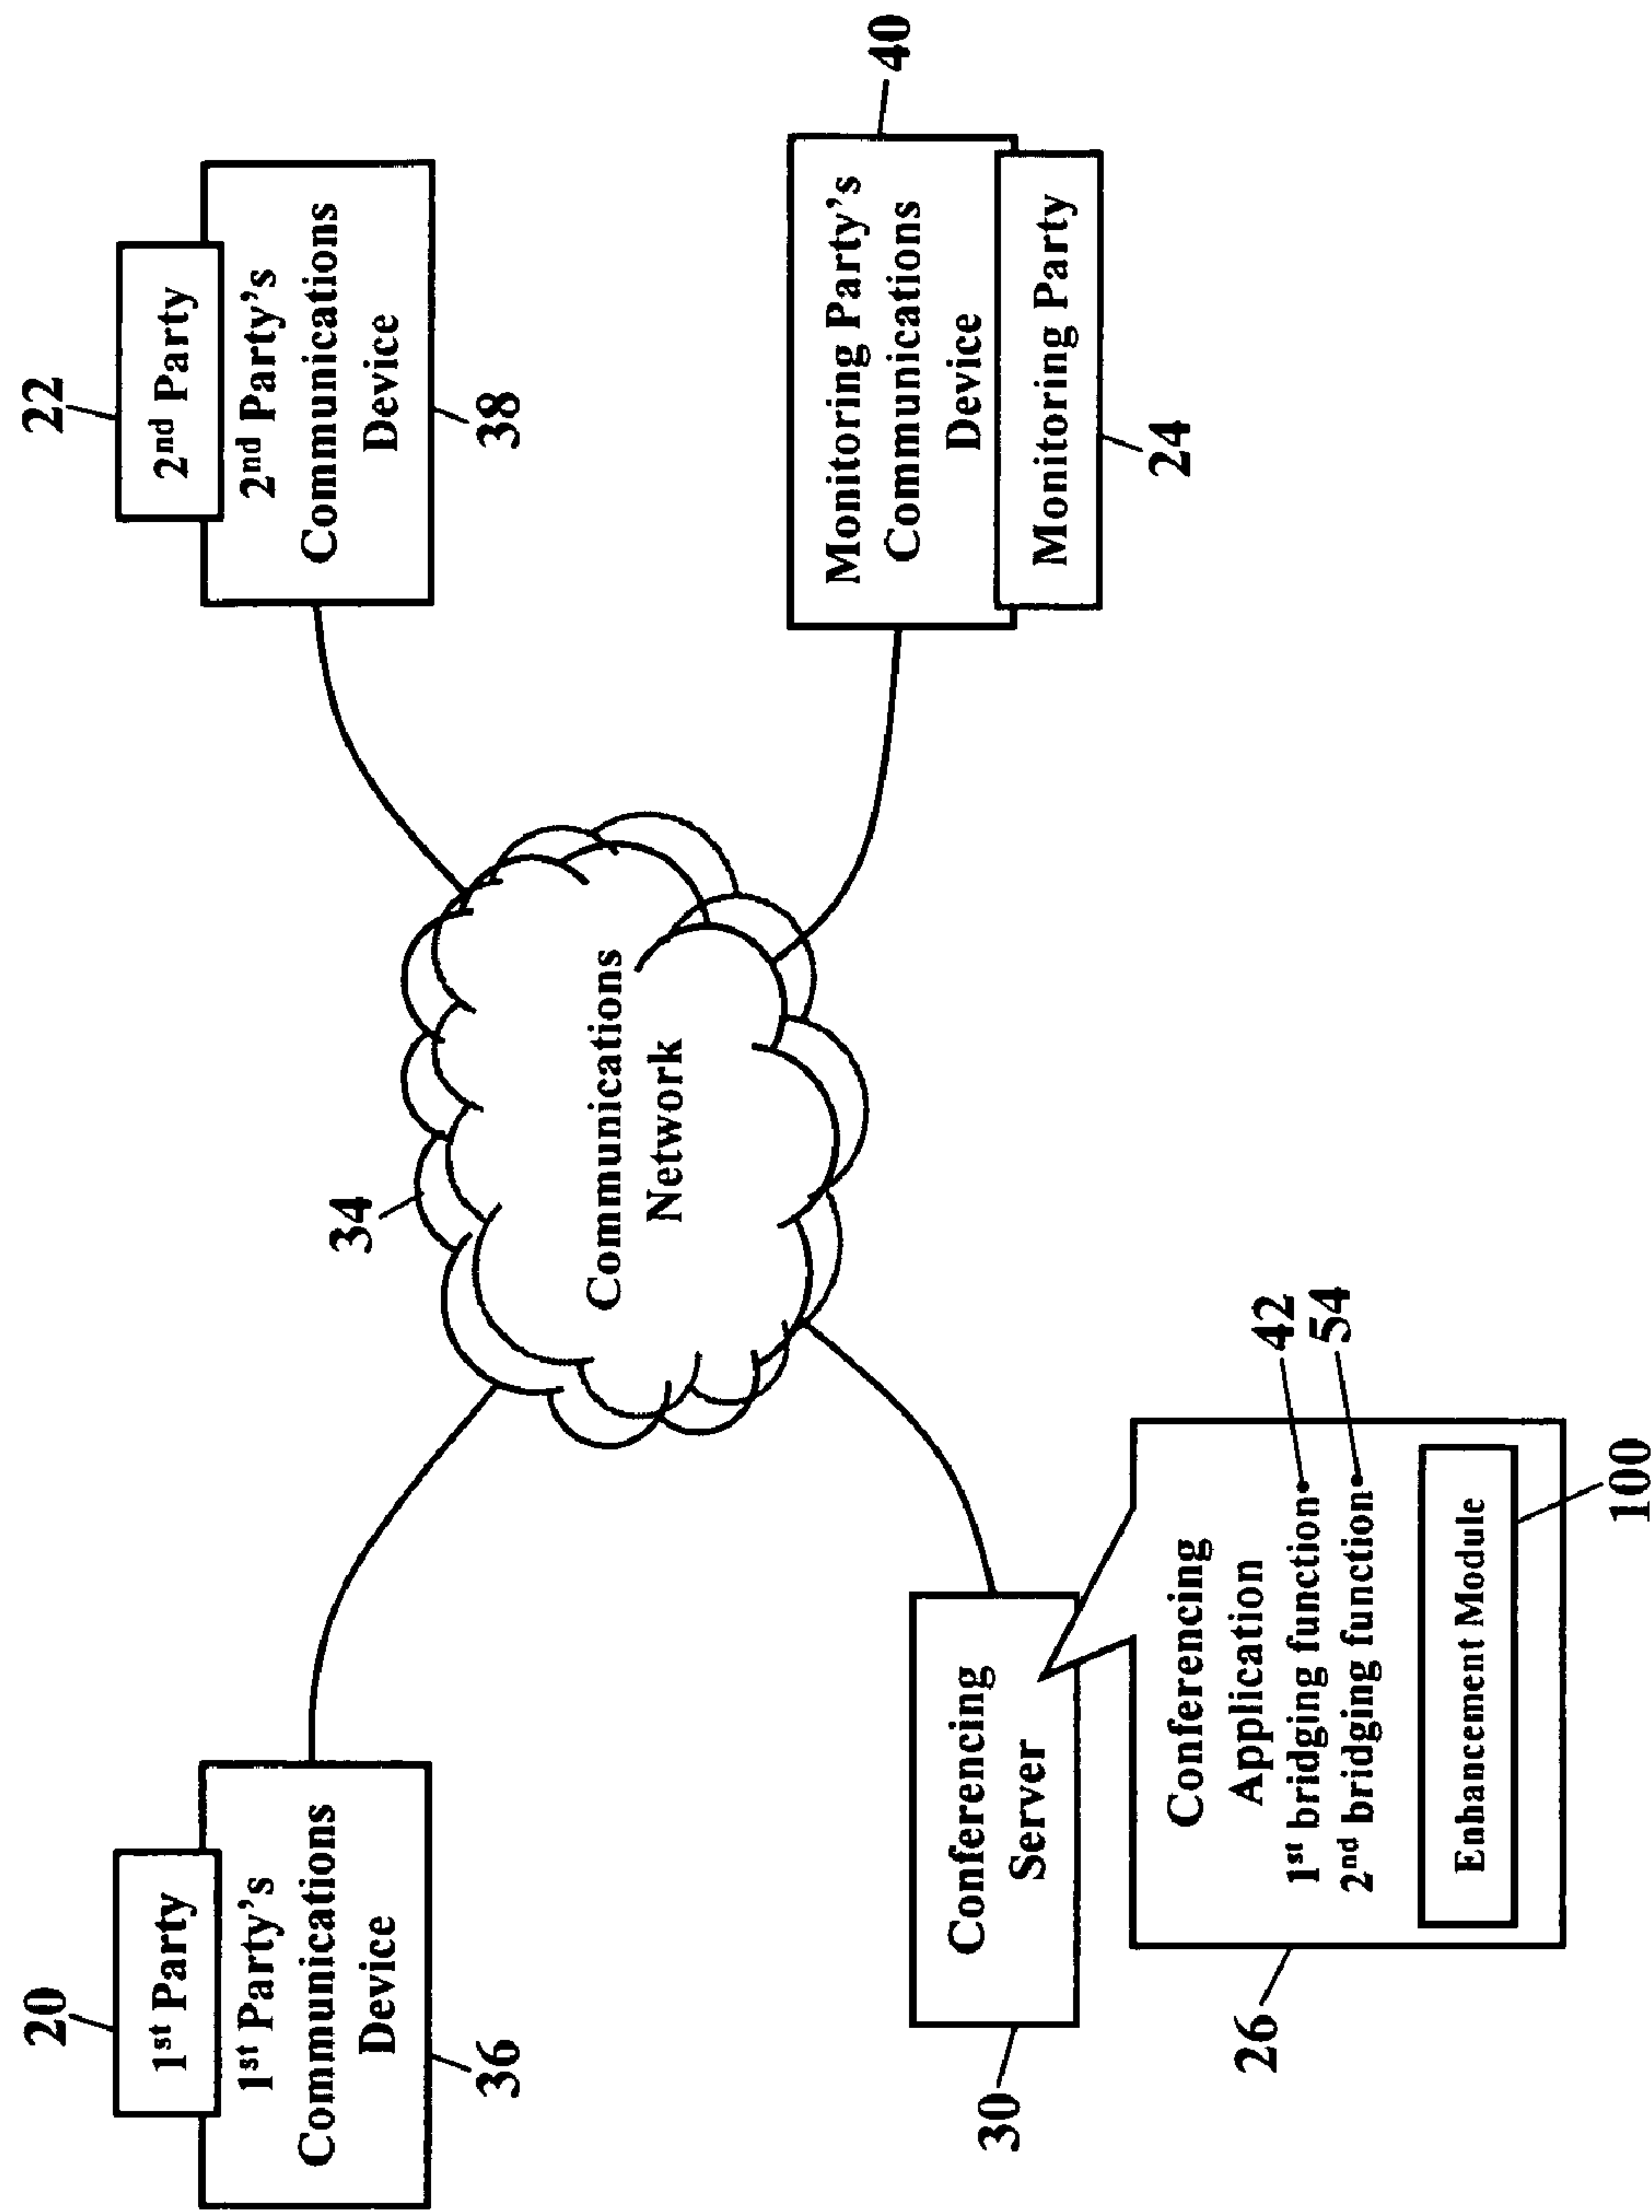 20
1st Party
1st Party's
Communications
Device
36
22
2nd Party
2nd Party's
Communications
Device
38
34
Communications
Network
30
Conferencing
Server
Conferencing
Application
1st bridging function
42
2nd bridging function
54
Enhancement Module
26
100
40
Monitoring Party's
Communications
Device
Monitoring Party
24